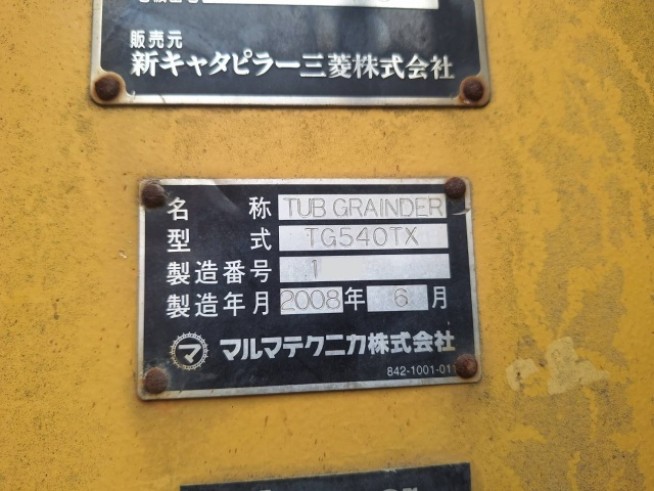 販売元
新キャタピラー三菱株式会社
名 称 TUB GRAINDER
型 式 TG540TX
製造番号 1
製造年月 2008年 6月
マ マルマテクニカ株式会社
842-1001-01